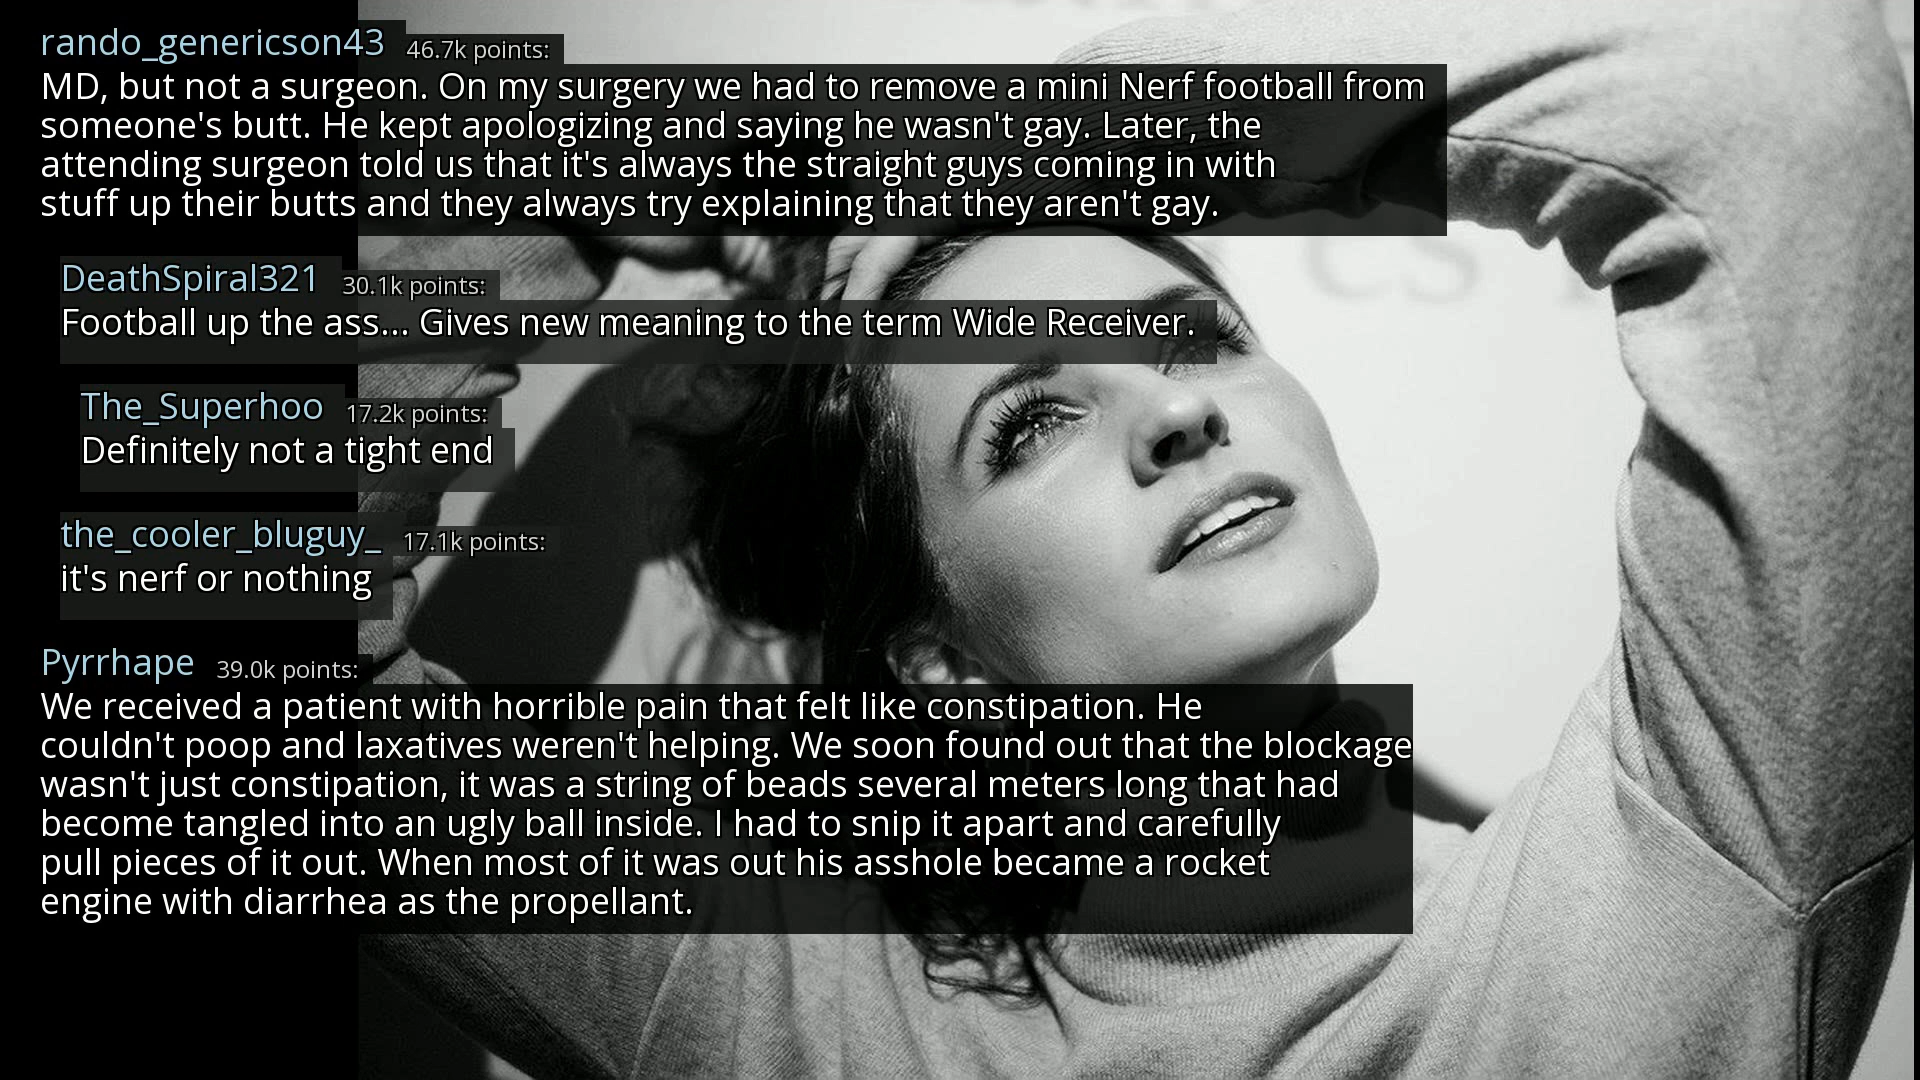 rando_genericson43 46.7k points:
MD, but not a surgeon. On my surgery we had to remove a mini Nerf football from
someone's butt. He kept apologizing and saying he wasn't gay. Later, the
attending surgeon told us that it's always the straight guys coming in with
stuff up their butts and they always try explaining that they aren't gay.
DeathSpiral321 30.1k points:
Football up the ass... Gives new meaning to the term Wide Receiver.
The_Superhoo 17.2k points:
Definitely not a tight end
the_cooler_bluguy_ 17.1k points:
it's nerf or nothing
Pyrrhape 39.0k points:
We received a patient with horrible pain that felt like constipation. He
couldn't poop and laxatives weren't helping. We soon found out that the blockage
wasn't just constipation, it was a string of beads several meters long that had
become tangled into an ugly ball inside. I had to snip it apart and carefully
pull pieces of it out. When most of it was out his asshole became a rocket
engine with diarrhea as the propellant.